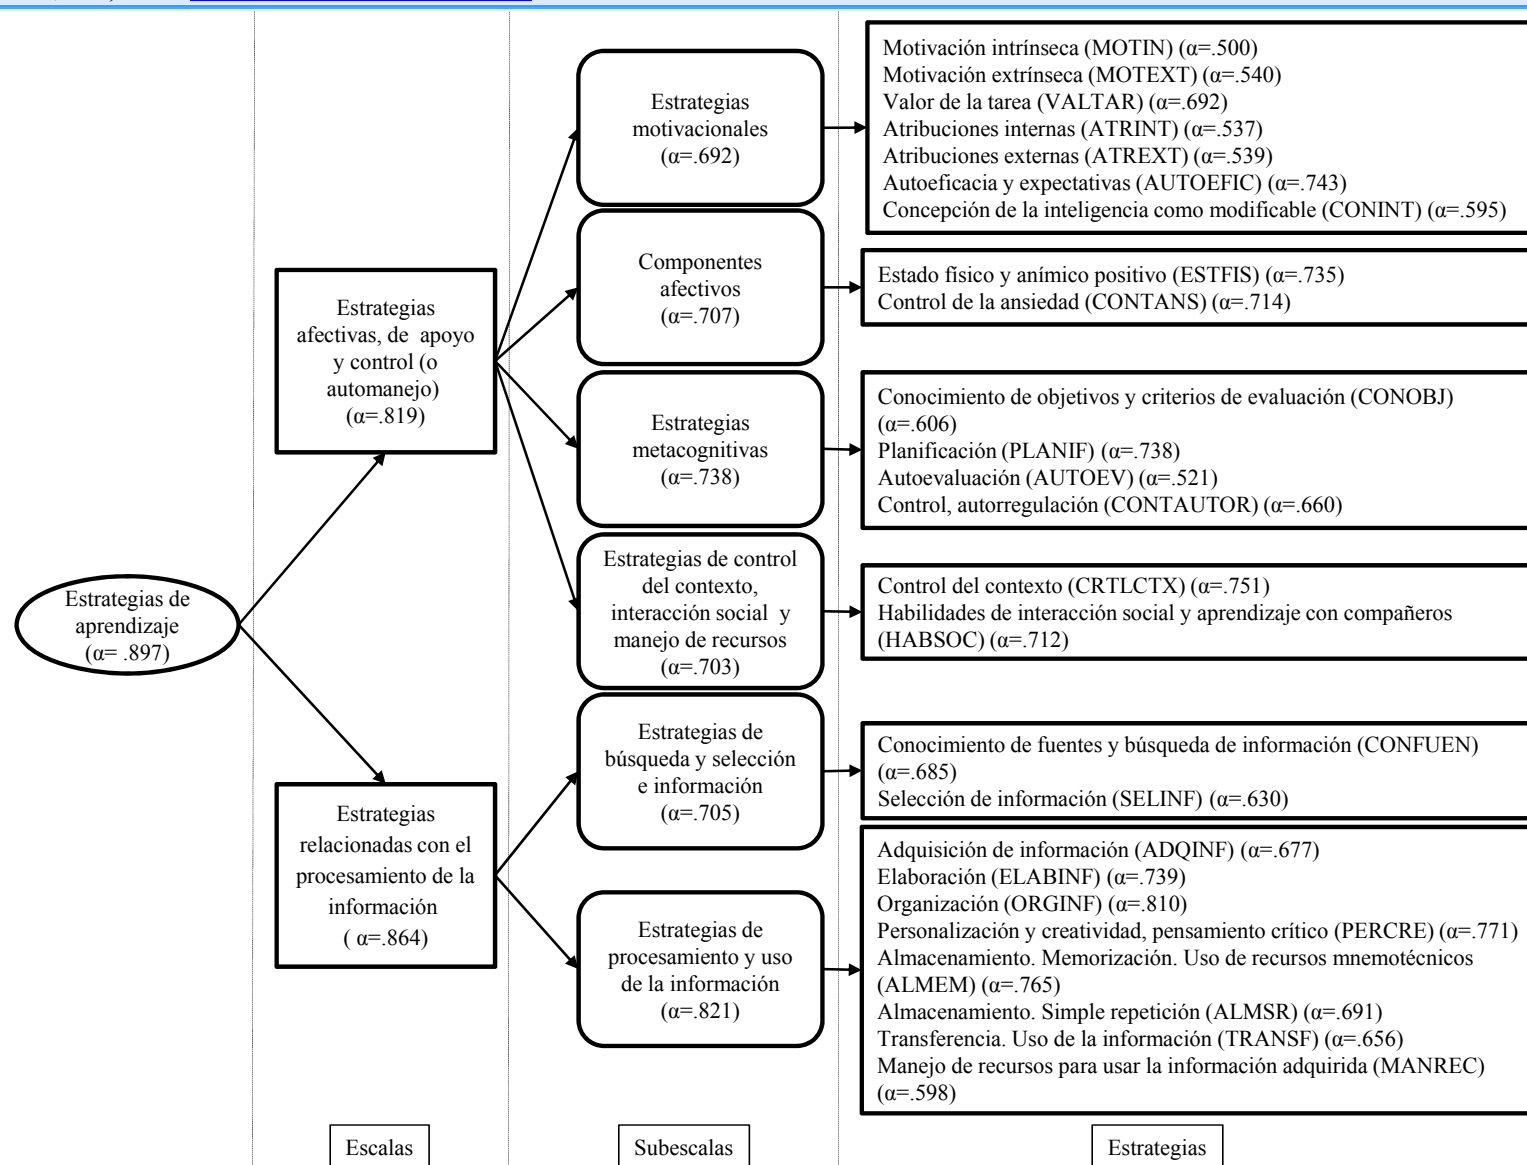 Estrategias de
aprendizaje
(α= .897)
Estrategias
afectivas, de apoyo
y control (o
automanejo)
(α=.819)
Estrategias
relacionadas con el
procesamiento de la
información
( α=.864)
Estrategias
motivacionales
(α=.692)
Componentes
afectivos
(α=.707)
Estrategias
metacognitivas
(α=.738)
Estrategias de control
del contexto,
interacción social y
manejo de recursos
(α=.703)
Estrategias de
búsqueda y selección
e información
(α=.705)
Estrategias de
procesamiento y uso
de la información
(α=.821)
Motivación intrínseca (MOTIN) (α=.500)
Motivación extrínseca (MOTEXT) (α=.540)
Valor de la tarea (VALTAR) (α=.692)
Atribuciones internas (ATRINT) (α=.537)
Atribuciones externas (ATREXT) (α=.539)
Autoeficacia y expectativas (AUTOEFIC) (α=.743)
Concepción de la inteligencia como modificable (CONINT) (α=.595)
Estado físico y anímico positivo (ESTFIS) (α=.735)
Control de la ansiedad (CONTANS) (α=.714)
Conocimiento de objetivos y criterios de evaluación (CONOBJ)
(α=.606)
Planificación (PLANIF) (α=.738)
Autoevaluación (AUTOEV) (α=.521)
Control, autorregulación (CONTAUTOR) (α=.660)
Control del contexto (CRTLCTX) (α=.751)
Habilidades de interacción social y aprendizaje con compañeros
(HABSOC) (α=.712)
Conocimiento de fuentes y búsqueda de información (CONFUEN)
(α=.685)
Selección de información (SELINF) (α=.630)
Adquisición de información (ADQINF) (α=.677)
Elaboración (ELABINF) (α=.739)
Organización (ORGINF) (α=.810)
Personalización y creatividad, pensamiento crítico (PERCRE) (α=.771)
Almacenamiento. Memorización. Uso de recursos mnemotécnicos
(ALMEM) (α=.765)
Almacenamiento. Simple repetición (ALMSR) (α=.691)
Transferencia. Uso de la información (TRANSF) (α=.656)
Manejo de recursos para usar la información adquirida (MANREC)
(α=.598)
Escalas
Subescalas
Estrategias